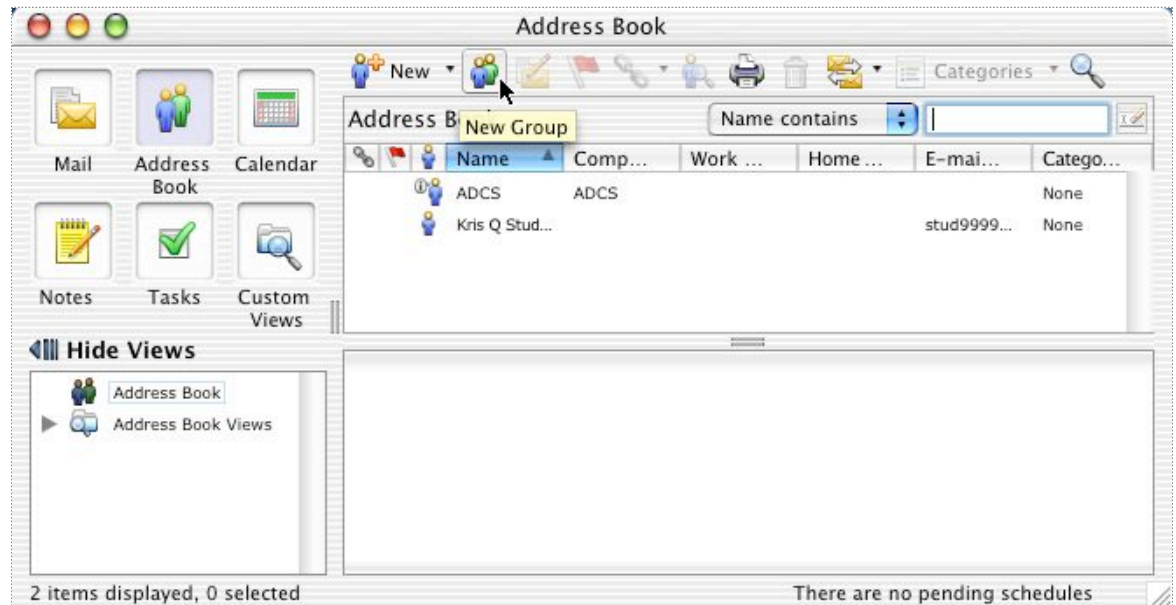 Address Book
New
Categories
Address B
New Group
Name contains
Mail
Address
Book
Calendar
Name
Comp...
Work ...
Home ...
E-mai...
Catego...
ADCS
ADCS
None
Kris Q Stud...
stud9999...
None
Notes
Tasks
Custom
Views
Hide Views
Address Book
Address Book Views
2 items displayed, 0 selected
There are no pending schedules